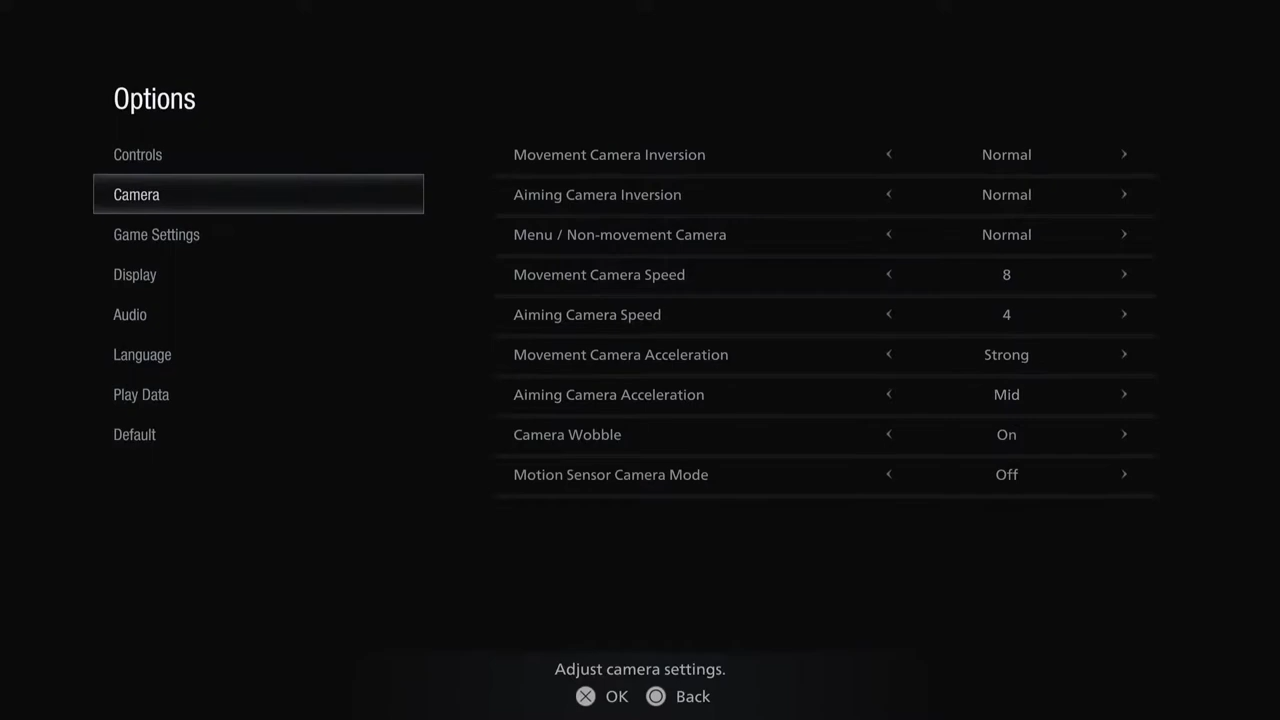 Options
Controls
Camera
Game Settings
Display
Audio
Language
Play Data
Default
Movement Camera Inversion Normal
Aiming Camera Inversion Normal
Menu / Non-movement Camera Normal
Movement Camera Speed 8
Aiming Camera Speed 4
Movement Camera Acceleration Strong
Aiming Camera Acceleration Mid
Camera Wobble On
Motion Sensor Camera Mode Off
Adjust camera settings.
OK Back